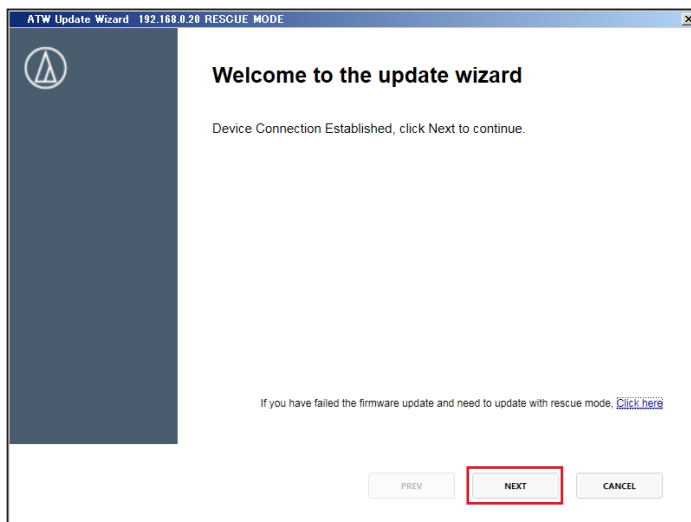 ATW Update Wizard 192.168.0.20 RESCUE MODE
Welcome to the update wizard
Device Connection Established, click Next to continue.
If you have failed the firmware update and need to update with rescue mode, Click here
PREV NEXT CANCEL